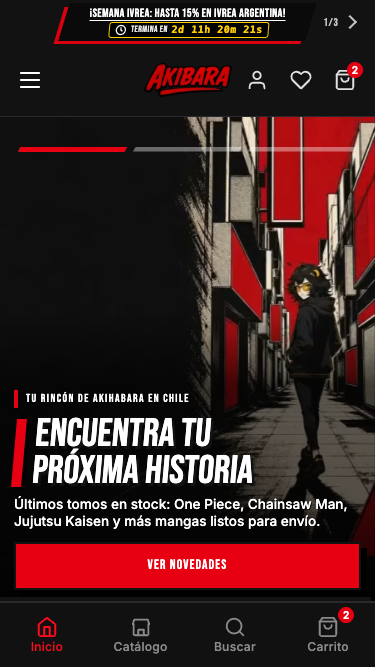 ¡SEMANA IVREA: HASTA 15% EN IVREA ARGENTINA!
TERMINA EN 2d 11h 20m 21s
1/3
AKIBARA
2
TU RINCÓN DE AKIHABARA EN CHILE
ENCUENTRA TU
PRÓXIMA HISTORIA
Últimos tomos en stock: One Piece, Chainsaw Man,
Jujutsu Kaisen y más mangas listos para envío.
VER NOVEDADES
2
Inicio
Catálogo
Buscar
Carrito